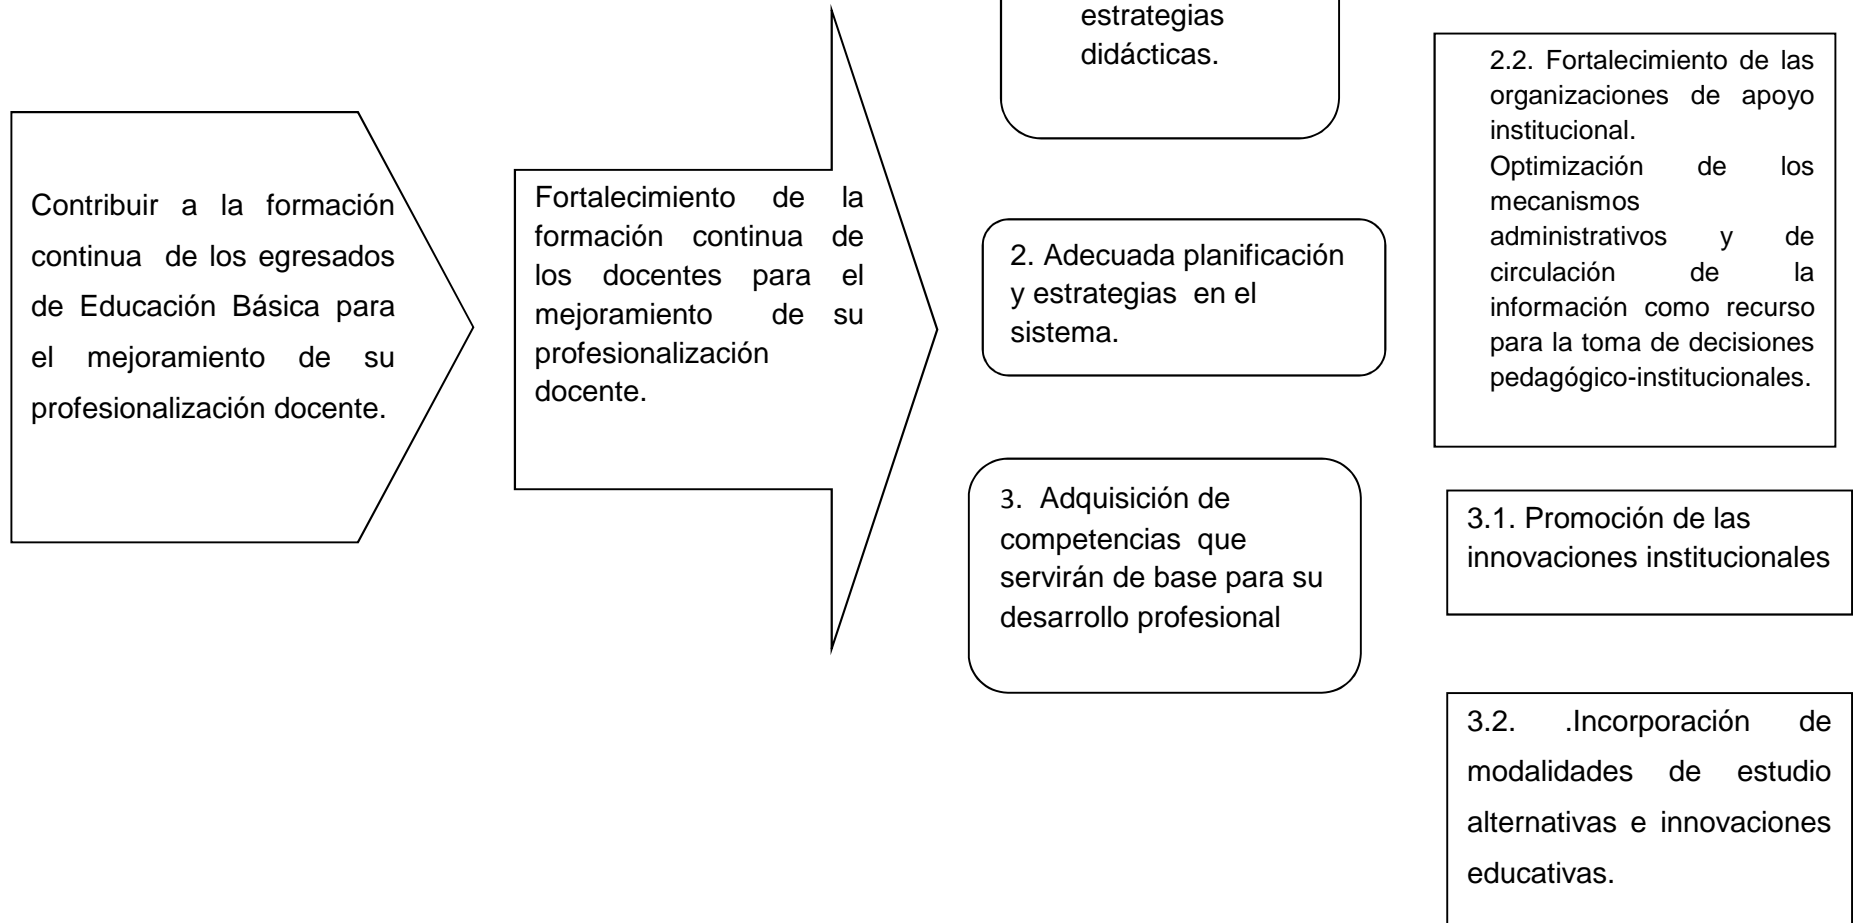 Contribuir a la formación
continua de los egresados
de Educación Básica para
el mejoramiento de su
profesionalización docente.
Fortalecimiento de la
formación continua de
los docentes para el
mejoramiento de su
profesionalización
docente.
estrategias
didácticas.
2. Adecuada planificación
y estrategias en el
sistema.
3. Adquisición de
competencias que
servirán de base para su
desarrollo profesional
2.2. Fortalecimiento de las
organizaciones de apoyo
institucional.
Optimización de los
mecanismos
administrativos y de
circulación de la
información como recurso
para la toma de decisiones
pedagógico-institucionales.
3.1. Promoción de las
innovaciones institucionales
3.2. .Incorporación de
modalidades de estudio
alternativas e innovaciones
educativas.